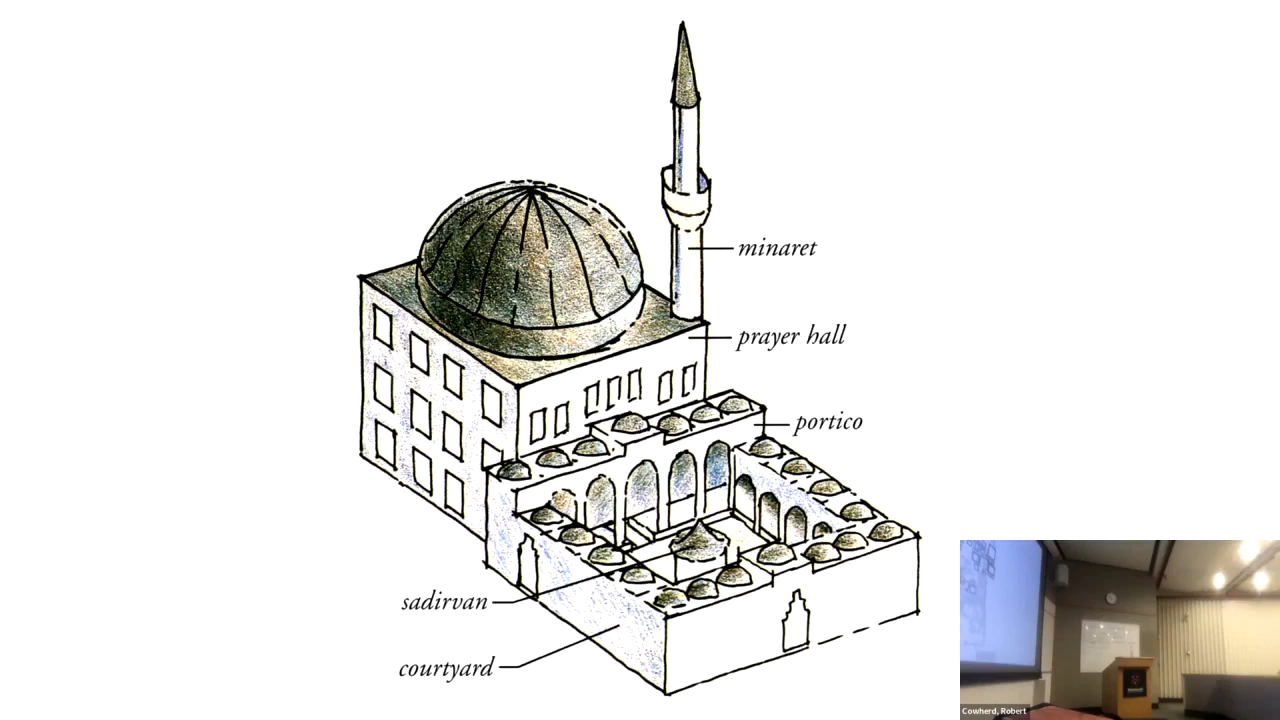 minaret
prayer hall
portico
sadirvan
courtyard
Cowherd, Robert